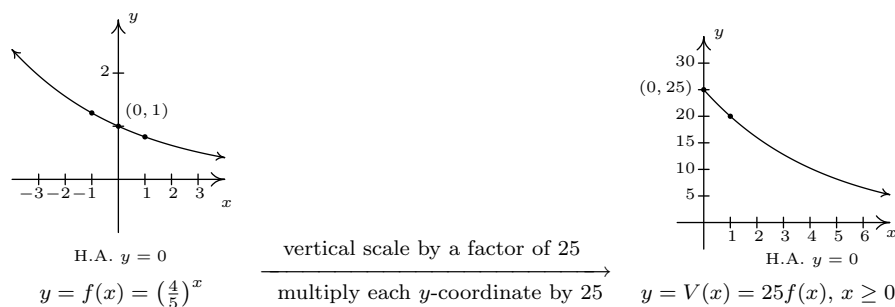 y
2
(0, 1)
−3 −2 −1 1 2 3
x
H.A. y = 0
y = f(x) = (4/5)^x
vertical scale by a factor of 25
multiply each y-coordinate by 25
y
30
(0, 25)
20
15
10
5
1 2 3 4 5 6
x
H.A. y = 0
y = V(x) = 25f(x), x ≥ 0